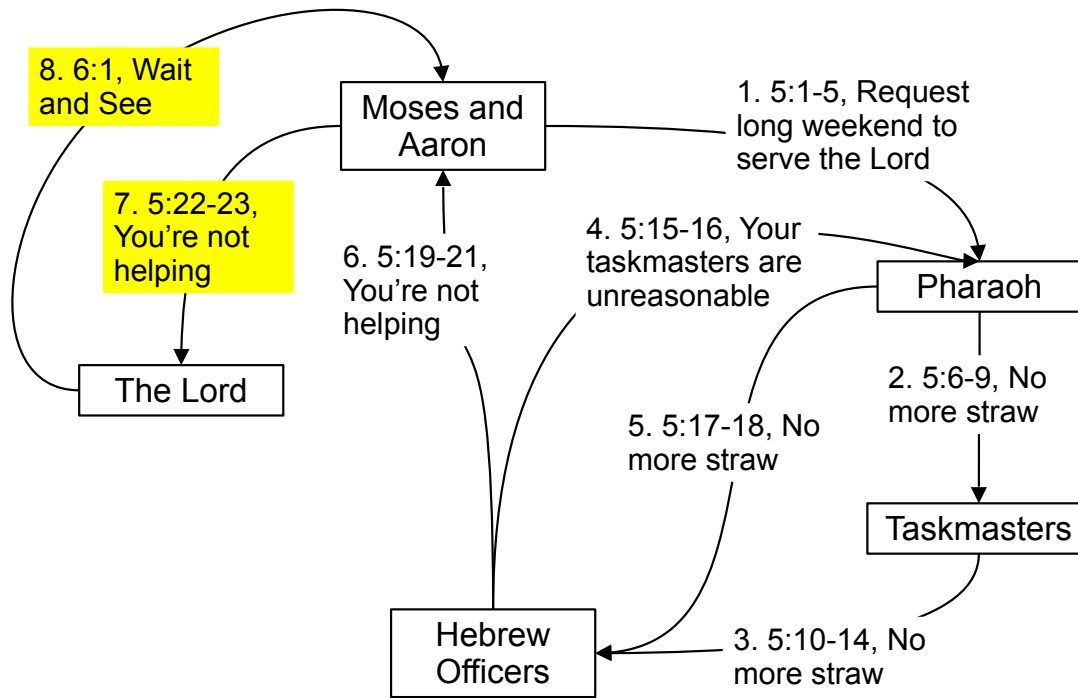 8. 6:1, Wait
and See
Moses and
Aaron
1. 5:1-5, Request
long weekend to
serve the Lord
7. 5:22-23,
You’re not
helping
6. 5:19-21,
You’re not
helping
4. 5:15-16, Your
taskmasters are
unreasonable
Pharaoh
The Lord
2. 5:6-9, No
more straw
5. 5:17-18, No
more straw
Taskmasters
Hebrew
Officers
3. 5:10-14, No
more straw